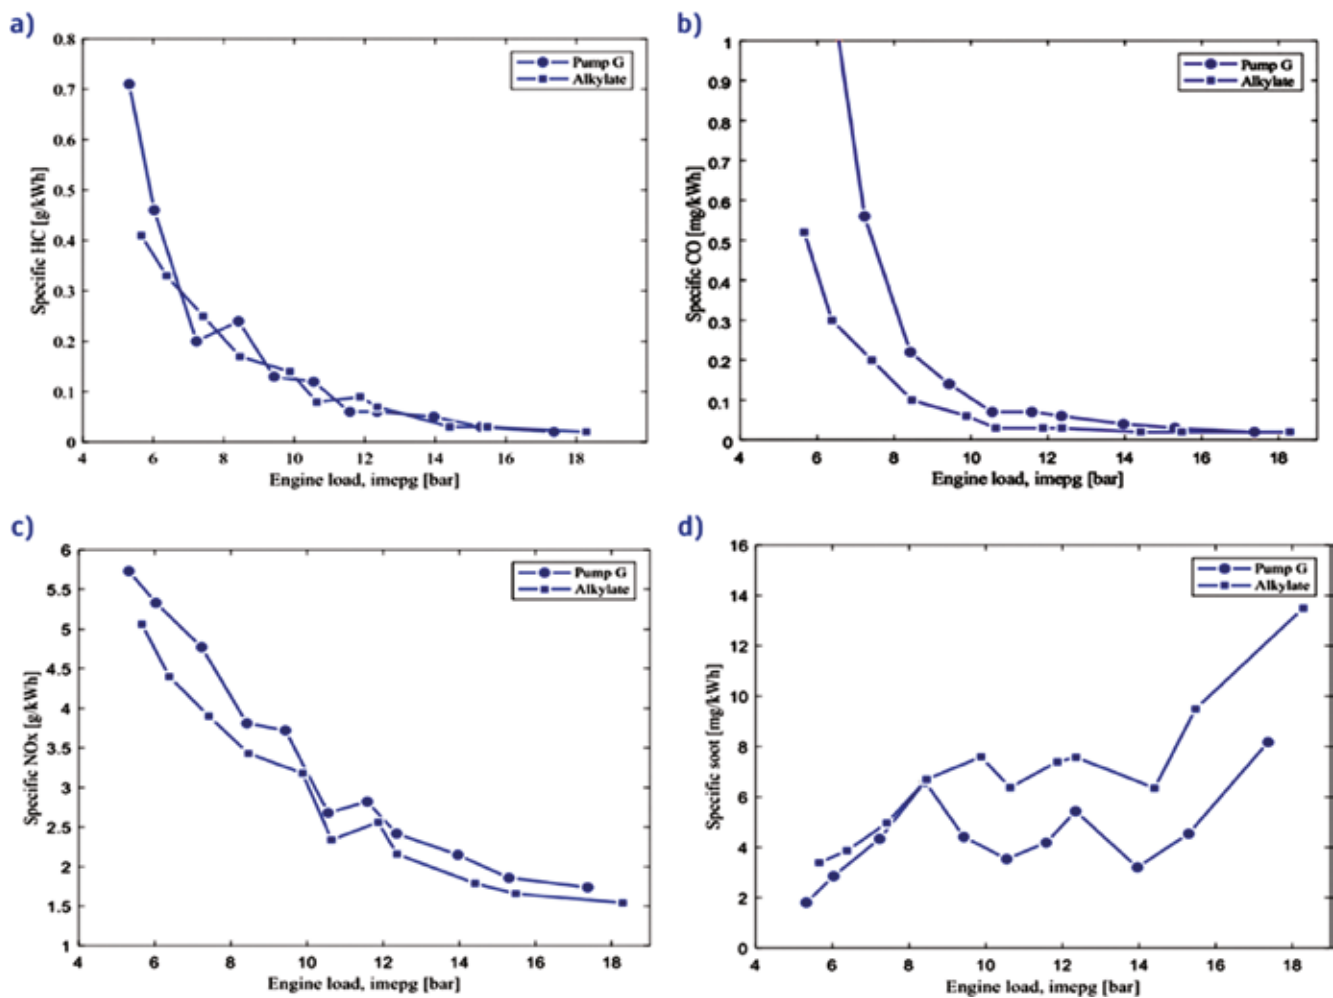 a)
0.8
0.7
0.6
0.5
0.4
0.3
0.2
0.1
0
Specific HC [g/kWh]
Pump G
Alkylate
4 6 8 10 12 14 16 18
Engine load, imepg [bar]
b)
1
0.9
0.8
0.7
0.6
0.5
0.4
0.3
0.2
0.1
0
Specific CO [mg/kWh]
Pump G
Alkylate
4 6 8 10 12 14 16 18
Engine load, imepg [bar]
c)
6
5.5
5
4.5
4
3.5
3
2.5
2
1.5
1
Specific NOx [g/kWh]
Pump G
Alkylate
4 6 8 10 12 14 16 18
Engine load, imepg [bar]
d)
16
14
12
10
8
6
4
2
0
Specific soot [mg/kWh]
Pump G
Alkylate
4 6 8 10 12 14 16 18
Engine load, imepg [bar]